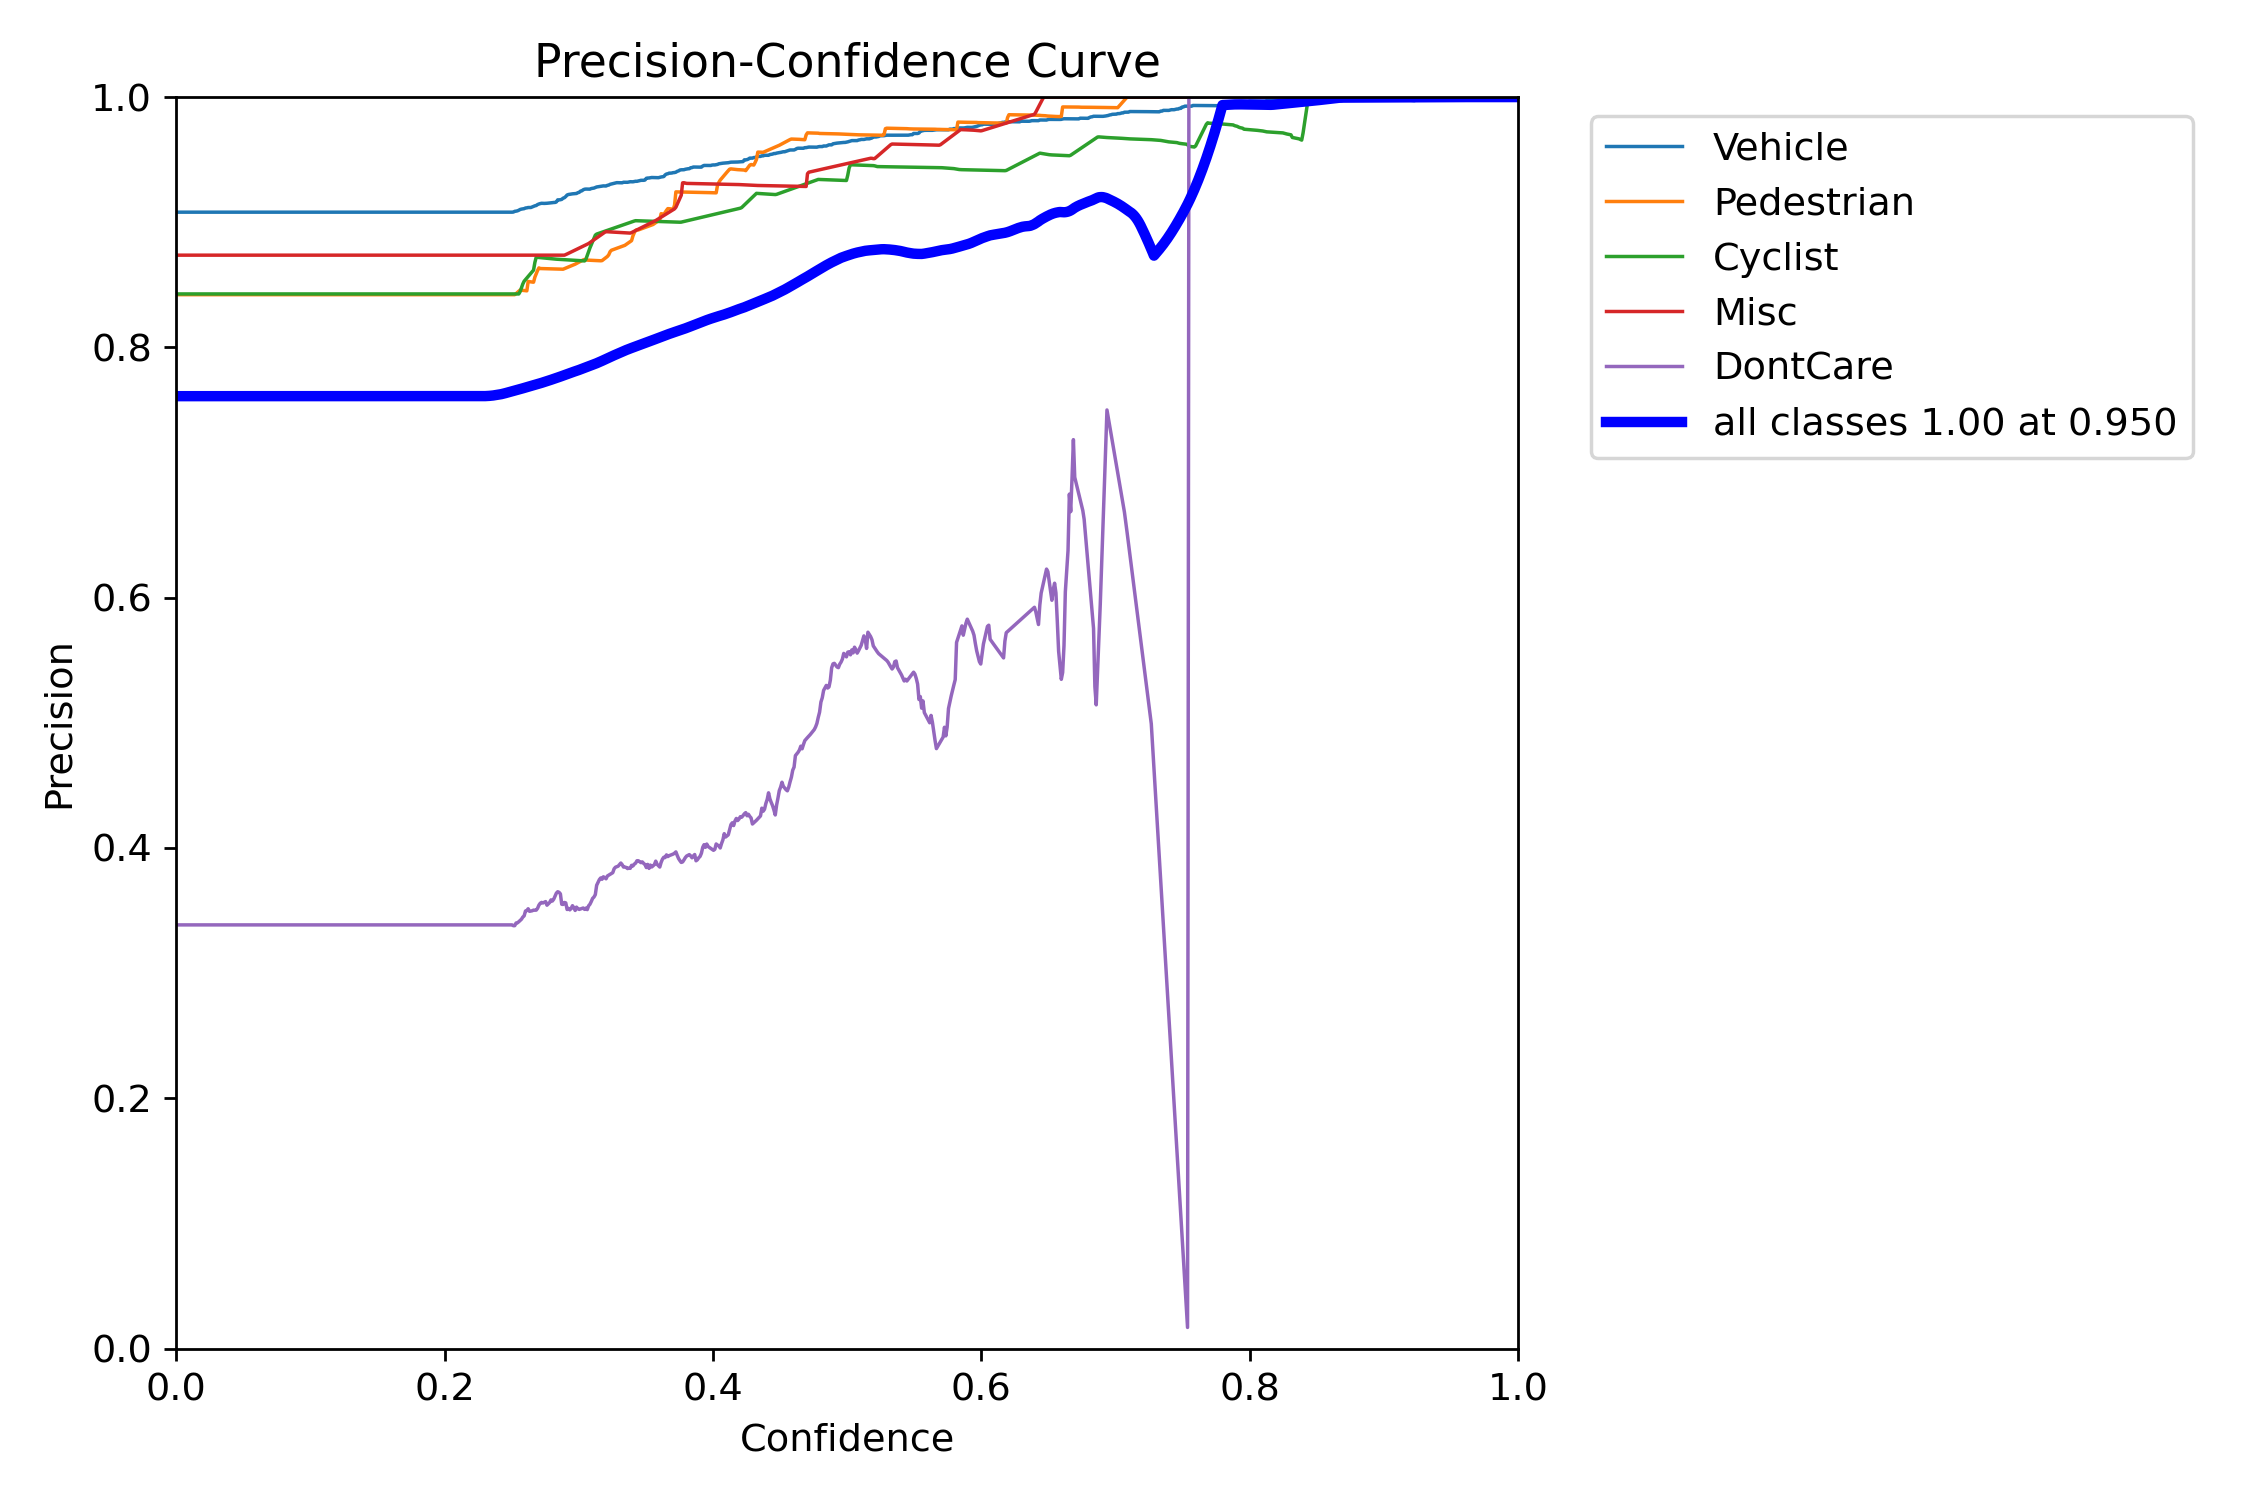 Precision-Confidence Curve
1.0
0.8
0.6
0.4
0.2
0.0
Precision
0.0 0.2 0.4 0.6 0.8 1.0
Confidence
Vehicle
Pedestrian
Cyclist
Misc
DontCare
all classes 1.00 at 0.950